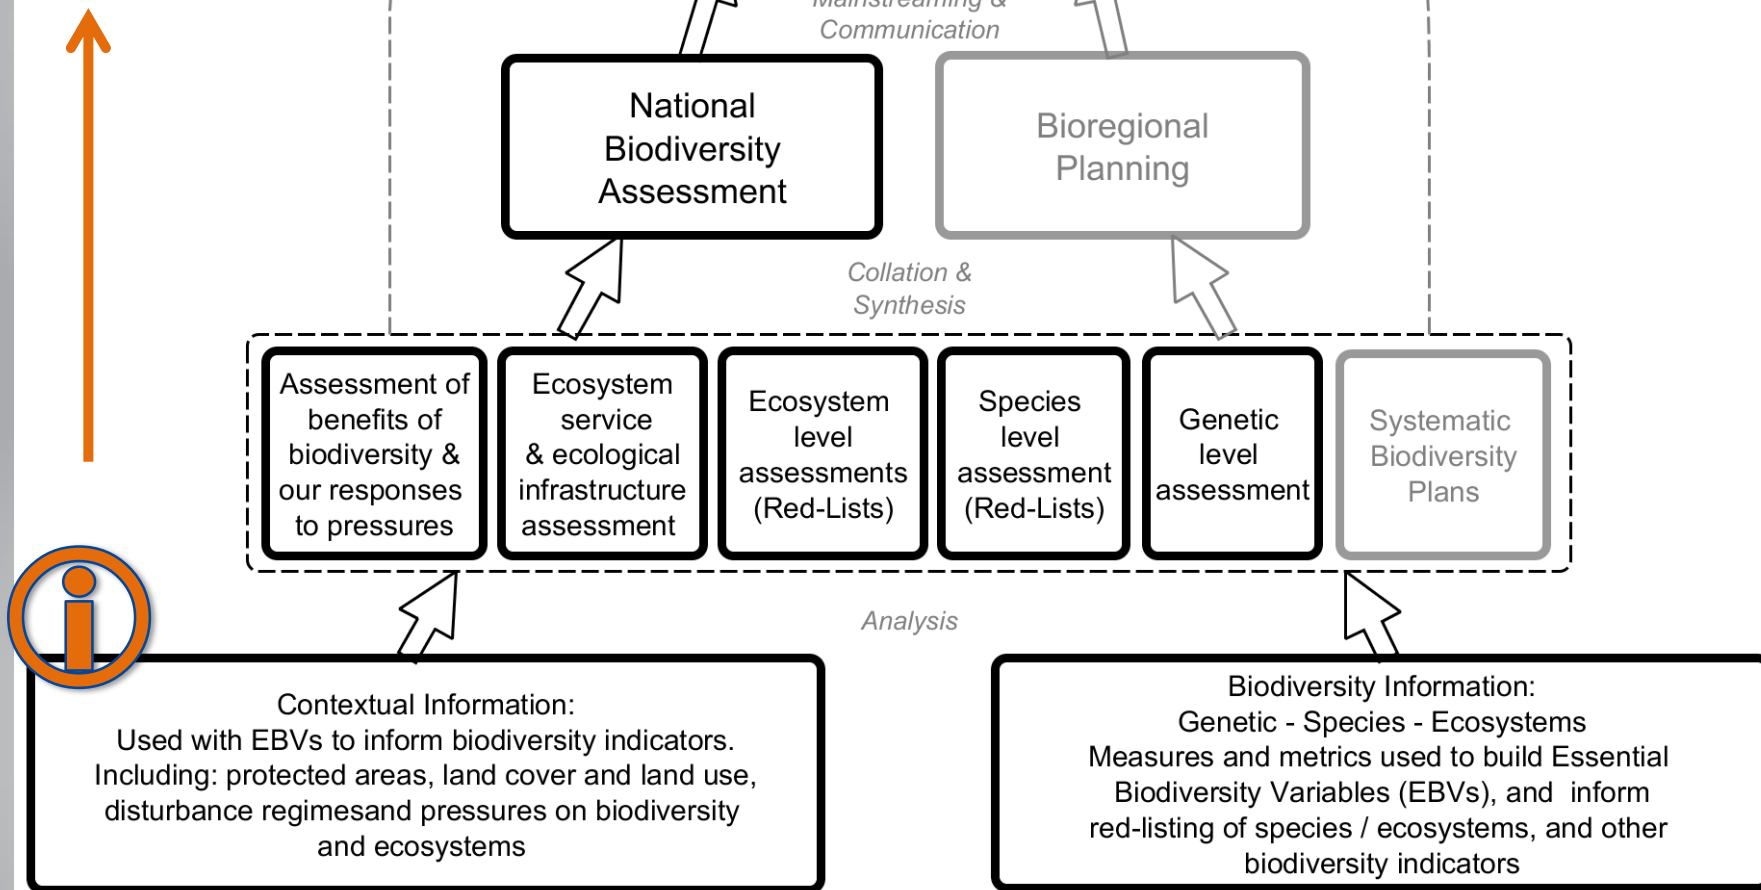 Mainstreaming &
Communication
National
Biodiversity
Assessment
Bioregional
Planning
Collation &
Synthesis
Assessment of
benefits of
biodiversity &
our responses
to pressures
Ecosystem
service
& ecological
infrastructure
assessment
Ecosystem
level
assessments
(Red-Lists)
Species
level
assessment
(Red-Lists)
Genetic
level
assessment
Systematic
Biodiversity
Plans
Analysis
Contextual Information:
Used with EBVs to inform biodiversity indicators.
Including: protected areas, land cover and land use,
disturbance regimesand pressures on biodiversity
and ecosystems
Biodiversity Information:
Genetic - Species - Ecosystems
Measures and metrics used to build Essential
Biodiversity Variables (EBVs), and  inform
red-listing of species / ecosystems, and other
biodiversity indicators